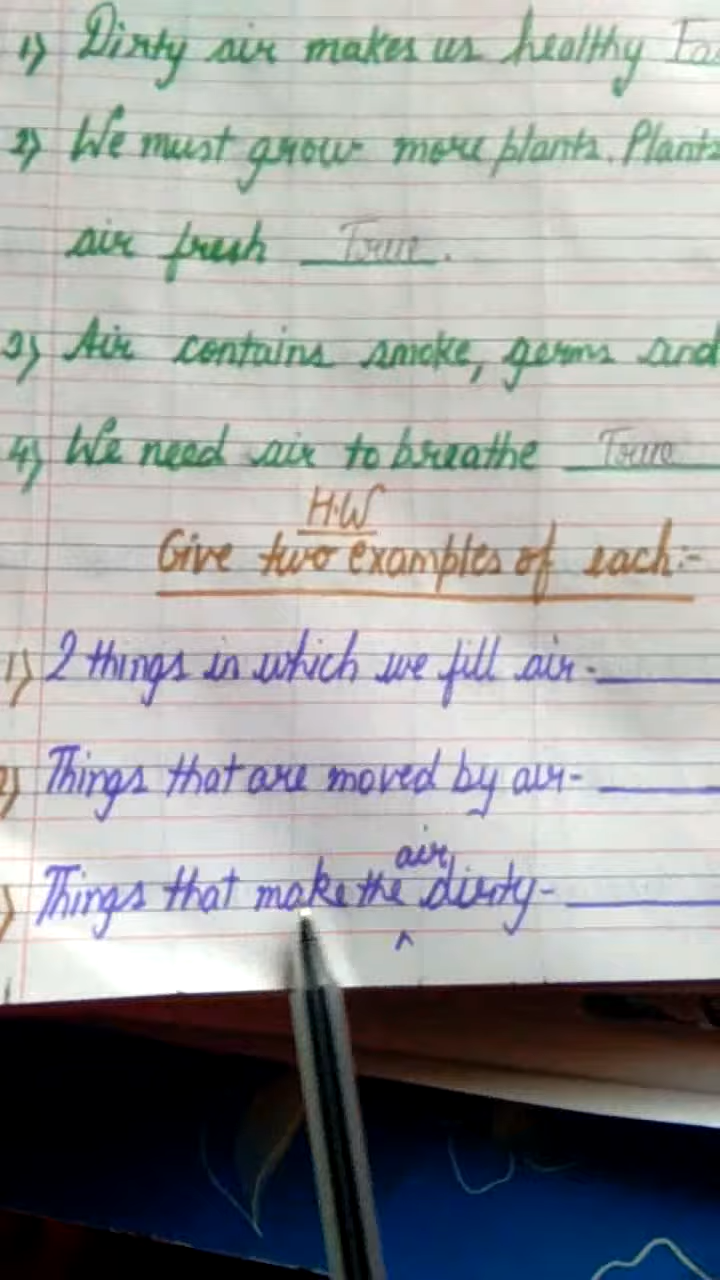 1) Dirty air makes us healthy
2) We must grow more plants. Plants
air fresh True.
3) Air contains smoke, germs and
4) We need air to breathe True
H.W
Give two examples of each:-
1) 2 things in which we fill air-
2) Things that are moved by air-
) Things that make the air dirty-